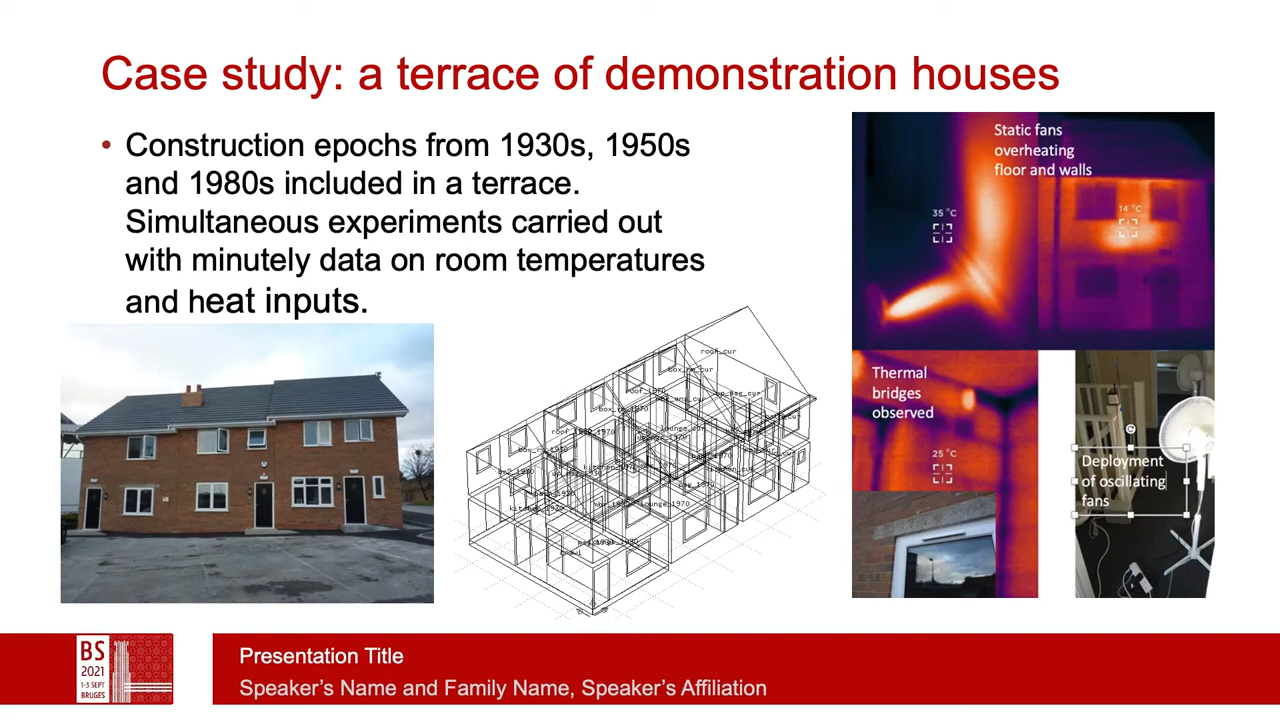 Case study: a terrace of demonstration houses
• Construction epochs from 1930s, 1950s
and 1980s included in a terrace.
Simultaneous experiments carried out
with minutely data on room temperatures
and heat inputs.
Static fans
overheating
floor and walls
35 °C
14 °C
Thermal
bridges
observed
25 °C
Deployment
of oscillating
fans
roof_cur
lounge_1970
BS
2021
1-3 SEPT
BRUGES
Presentation Title
Speaker's Name and Family Name, Speaker's Affiliation